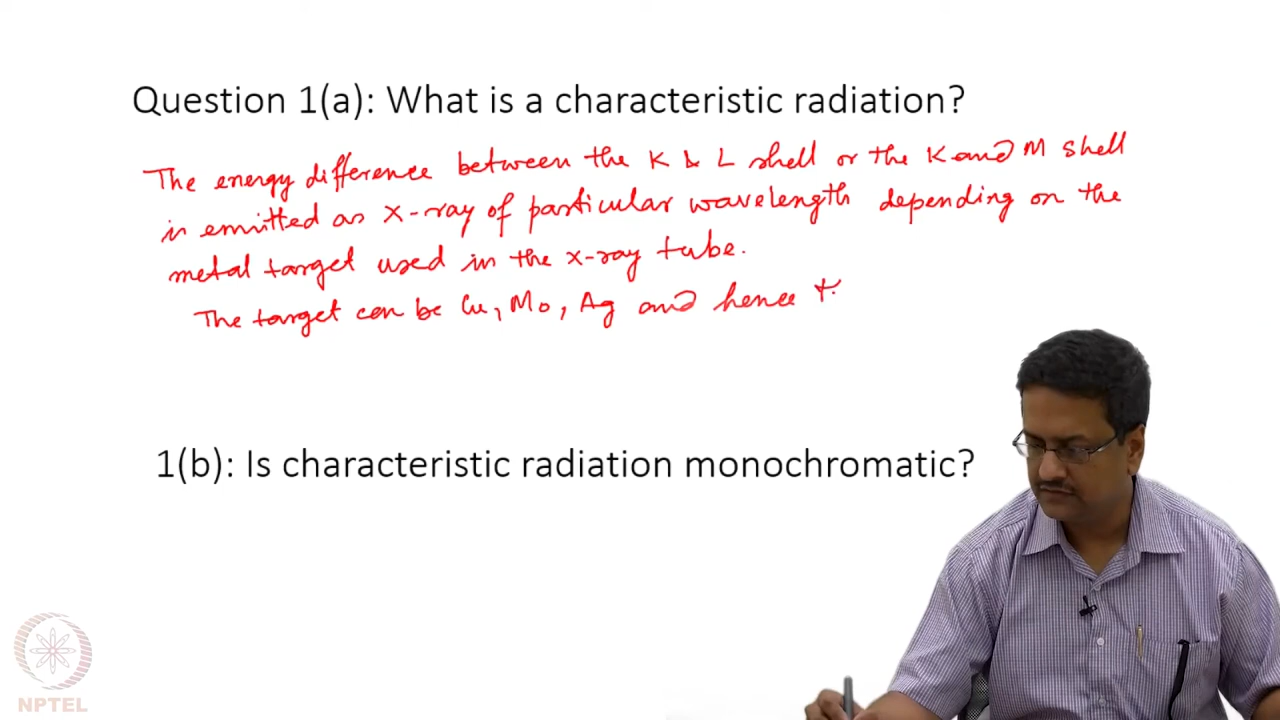 Question 1(a): What is a characteristic radiation?
The energy difference between the K & L shell or the K and M shell
is emitted as X-ray of particular wavelength depending on the
metal target used in the x-ray tube.
The target can be Cu, Mo, Ag and hence t
1(b): Is characteristic radiation monochromatic?
NPTEL